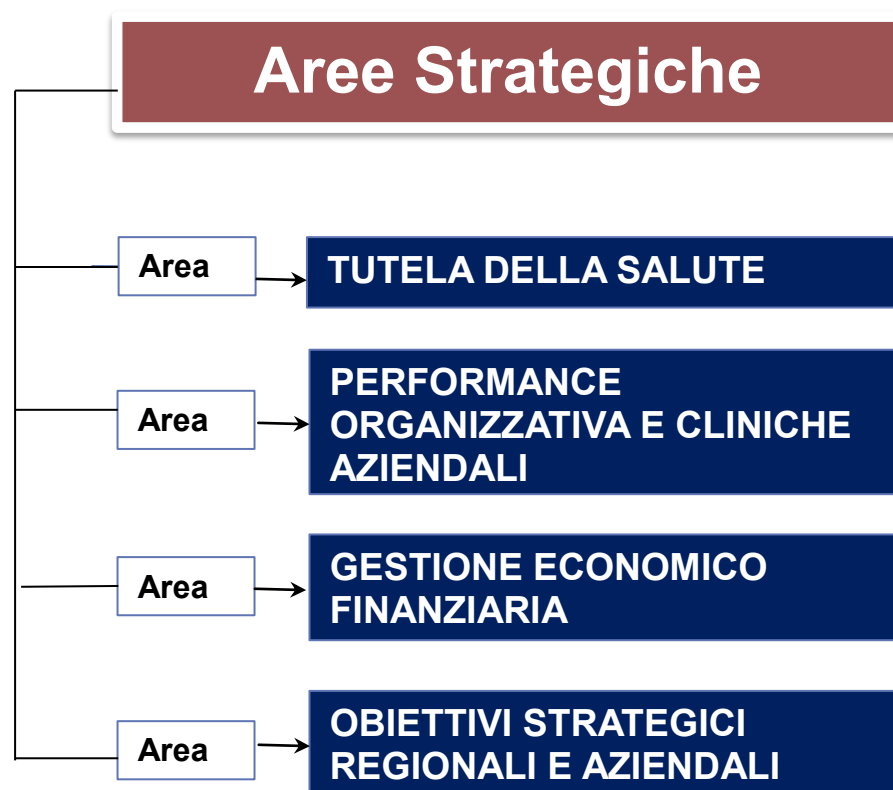 Aree Strategiche
Area
TUTELA DELLA SALUTE
Area
PERFORMANCE
ORGANIZZATIVA E CLINICHE
AZIENDALI
Area
GESTIONE ECONOMICO
FINANZIARIA
Area
OBIETTIVI STRATEGICI
REGIONALI E AZIENDALI